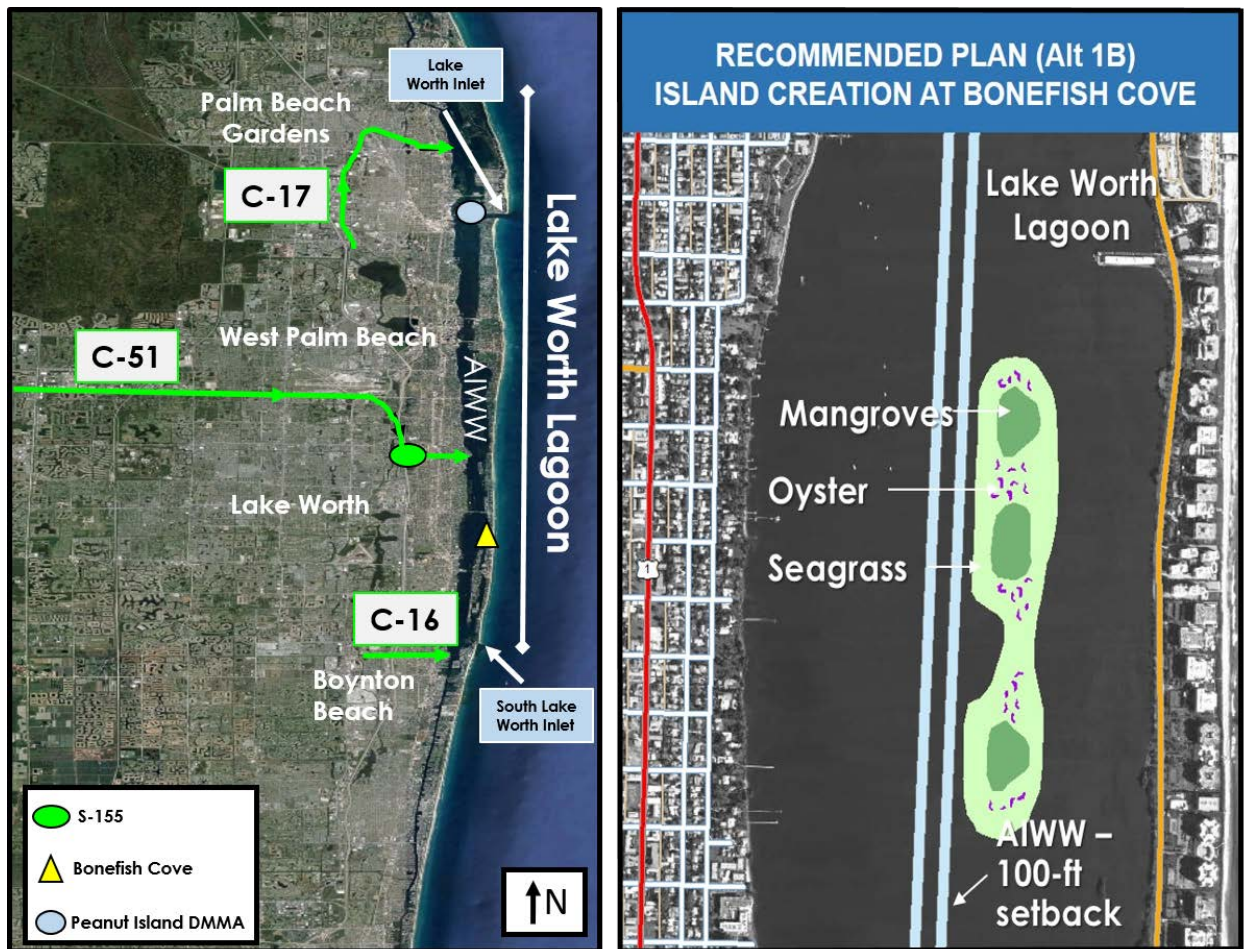 Lake
Worth Inlet
Palm Beach
Gardens
C-17
Lake Worth Lagoon
West Palm Beach
C-51
AIWW
Lake Worth
C-16
Boynton
Beach
South Lake
Worth Inlet
S-155
Bonefish Cove
Peanut Island DMMA
N
RECOMMENDED PLAN (Alt 1B)
ISLAND CREATION AT BONEFISH COVE
Lake Worth
Lagoon
Mangroves
Oyster
Seagrass
1
AIWW –
100-ft
setback